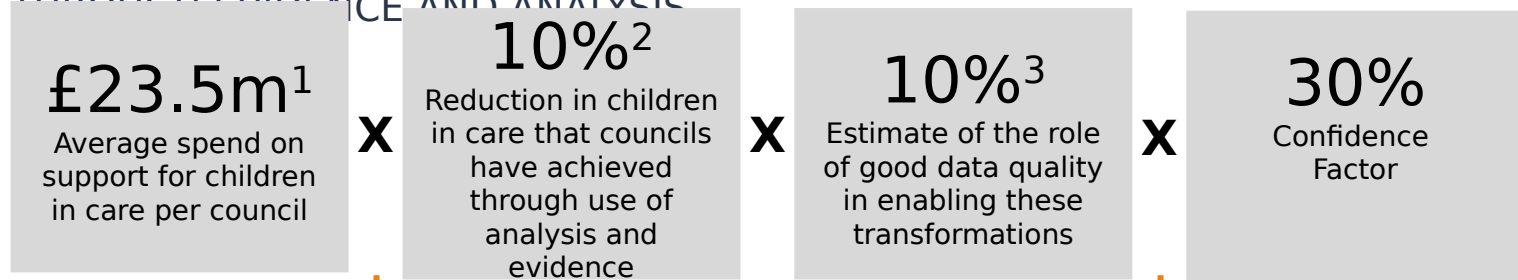 AND ANALYSIS
£23.5m¹
Average spend on
support for children
in care per council
X
10%²
Reduction in children
in care that councils
have achieved
through use of
analysis and
evidence
X
10%³
Estimate of the role
of good data quality
in enabling these
transformations
X
30%
Confidence
Factor